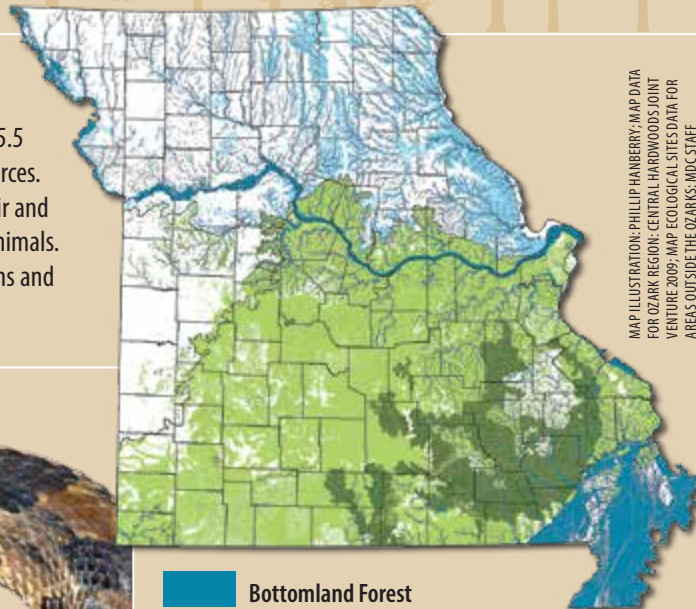 5.5
rces.
ir and
nimals.
ns and
MAP ILLUSTRATION: PHILLIP HANBERRY; MAP DATA
FOR OZARK REGION: CENTRAL HARDWOODS JOINT
VENTURE 2009; MAP ECOLOGICAL SITES DATA FOR
AREAS OUTSIDE THE OZARKS: MDC STAFF
Bottomland Forest